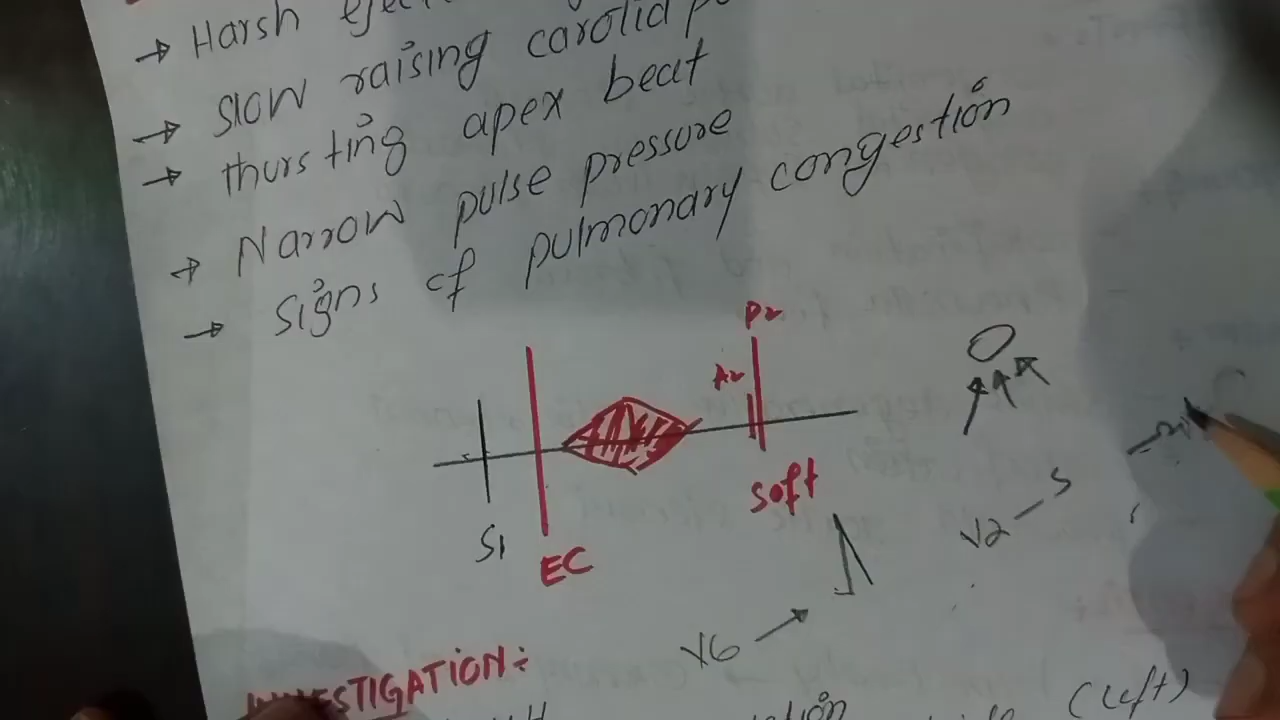 → Harsh
→ slow raising carotid
→ thursting apex beat
→ Narrow pulse pressure
→ signs of pulmonary congestion
P2
A2
soft
S1
EC
V2 – S
V6
INVESTIGATION:
(left)